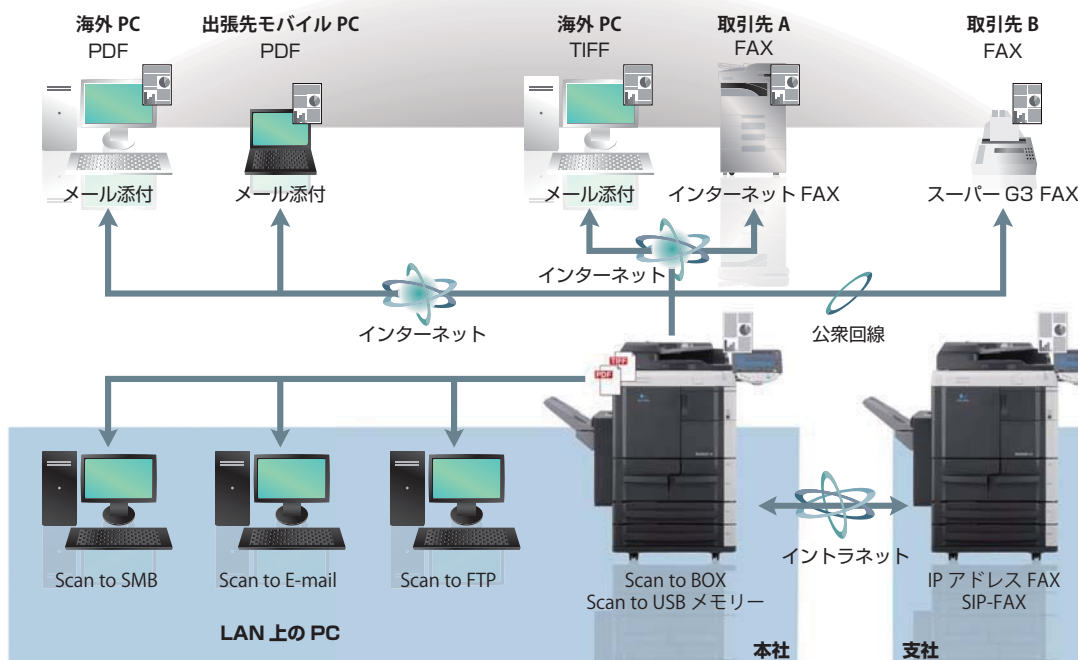 海外 PC
PDF
出張先モバイル PC
PDF
海外 PC
TIFF
取引先 A
FAX
取引先 B
FAX
メール添付
メール添付
メール添付
インターネット FAX
スーパー G3 FAX
インターネット
インターネット
公衆回線
TIFF
PDF
イントラネット
Scan to SMB
Scan to E-mail
Scan to FTP
Scan to BOX
Scan to USB メモリー
IP アドレス FAX
SIP-FAX
LAN 上の PC
本社
支社